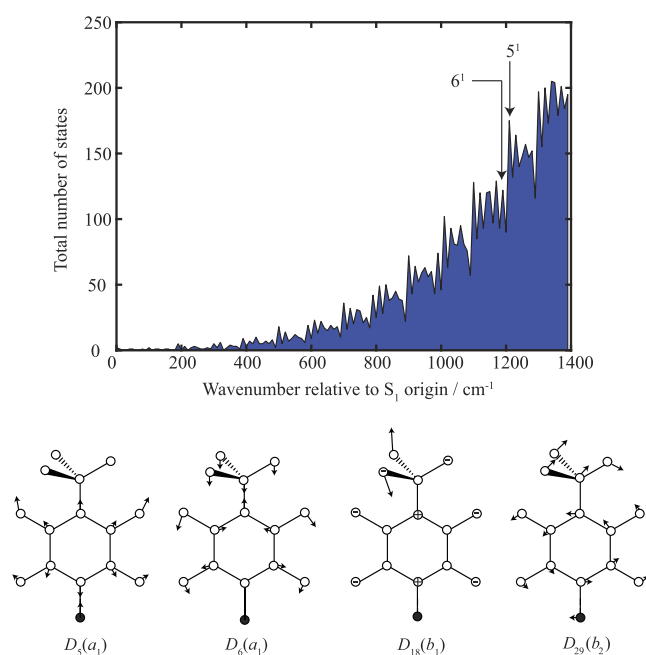 250
200
150
100
50
0
Total number of states
5¹
6¹
0 200 400 600 800 1000 1200 1400
Wavenumber relative to S₁ origin / cm⁻¹
D₅(a₁) D₆(a₁) D₁₈(b₁) D₂₉(b₂)